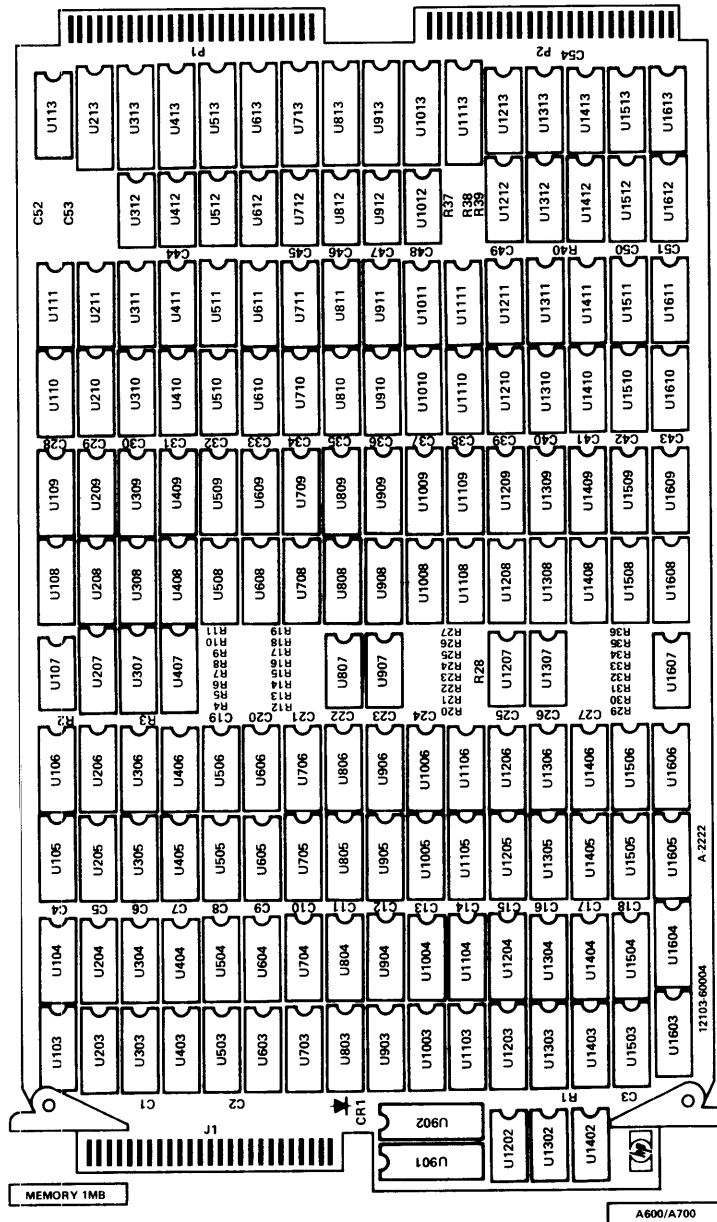 P1 P2 C54
U113 U213 U313 U413 U513 U613 U713 U813 U913 U1013 U1113 U1213 U1313 U1413 U1513 U1613
C52 C53 U312 U412 U512 U612 U712 U812 U912 U1012 R37 R38 R39 U1212 U1312 U1412 U1512 U1612
C44 C45 C46 C47 C48 C49 R40 C50 C51
U111 U211 U311 U411 U511 U611 U711 U811 U911 U1011 U1111 U1211 U1311 U1411 U1511 U1611
U110 U210 U310 U410 U510 U610 U710 U810 U910 U1010 U1110 U1210 U1310 U1410 U1510 U1610
C28 C29 C30 C31 C32 C33 C34 C35 C36 C37 C38 C39 C40 C41 C42 C43
U109 U209 U309 U409 U509 U609 U709 U809 U909 U1009 U1109 U1209 U1309 U1409 U1509 U1609
U108 U208 U308 U408 U508 U608 U708 U808 U908 U1008 U1108 U1208 U1308 U1408 U1508 U1608
R11 R19 R27 R36
R10 R18 R26 R35
R9 R17 R25 R34
R8 R16 R24 R33
R7 R15 R23 R32
R6 R14 R22 R31
R5 R13 R21 R30
R4 R12 R20 R29
U107 U207 U307 U407 U807 U907 R28 U1207 U1307 U1607
R2 R3 C19 C20 C21 C22 C23 C24 C25 C26 C27
U106 U206 U306 U406 U506 U606 U706 U806 U906 U1006 U1106 U1206 U1306 U1406 U1506 U1606
U105 U205 U305 U405 U505 U605 U705 U805 U905 U1005 U1105 U1205 U1305 U1405 U1505 U1605
A-2222
C4 C5 C6 C7 C8 C9 C10 C11 C12 C13 C14 C15 C16 C17 C18
U104 U204 U304 U404 U504 U604 U704 U804 U904 U1004 U1104 U1204 U1304 U1404 U1504 U1604
U103 U203 U303 U403 U503 U603 U703 U803 U903 U1003 U1103 U1203 U1303 U1403 U1503 U1603
12103-60004
C1 C2 CR1 R1 C3
J1 U902 U901 U1202 U1302 U1402 hp
MEMORY 1MB
A600/A700